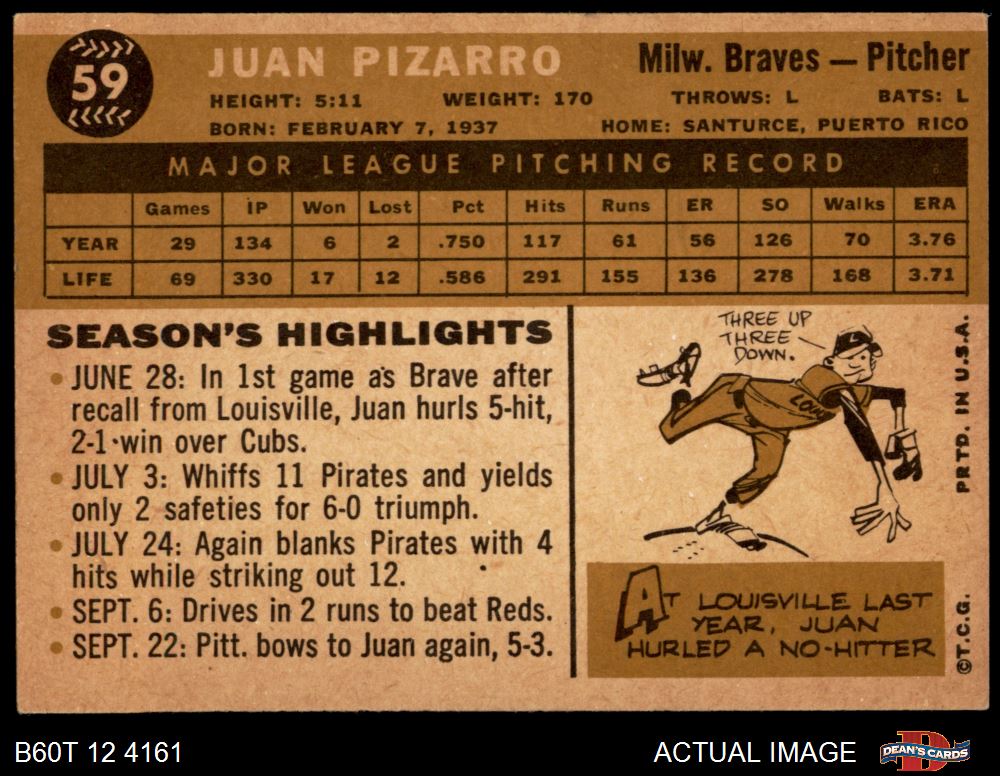 59
JUAN PIZARRO
Milw. Braves — Pitcher
HEIGHT: 5:11 WEIGHT: 170 THROWS: L BATS: L
BORN: FEBRUARY 7, 1937 HOME: SANTURCE, PUERTO RICO
MAJOR LEAGUE PITCHING RECORD
Games IP Won Lost Pct Hits Runs ER SO Walks ERA
YEAR 29 134 6 2 .750 117 61 56 126 70 3.76
LIFE 69 330 17 12 .586 291 155 136 278 168 3.71
SEASON'S HIGHLIGHTS
• JUNE 28: In 1st game as Brave after
recall from Louisville, Juan hurls 5-hit,
2-1 win over Cubs.
• JULY 3: Whiffs 11 Pirates and yields
only 2 safeties for 6-0 triumph.
• JULY 24: Again blanks Pirates with 4
hits while striking out 12.
• SEPT. 6: Drives in 2 runs to beat Reds.
• SEPT. 22: Pitt. bows to Juan again, 5-3.
THREE UP
THREE
DOWN.
L
LOUI
AT LOUISVILLE LAST
YEAR, JUAN
HURLED A NO-HITTER
©T.C.G. PRTD. IN U.S.A.
B60T 12 4161
ACTUAL IMAGE
D
DEAN'S CARDS